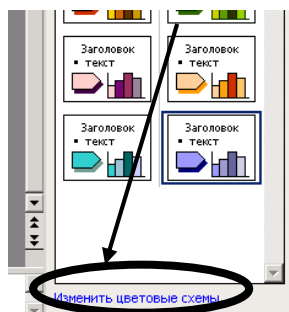 Заголовок Заголовок
▪ текст ▪ текст
Заголовок Заголовок
▪ текст ▪ текст
Изменить цветовые схемы...